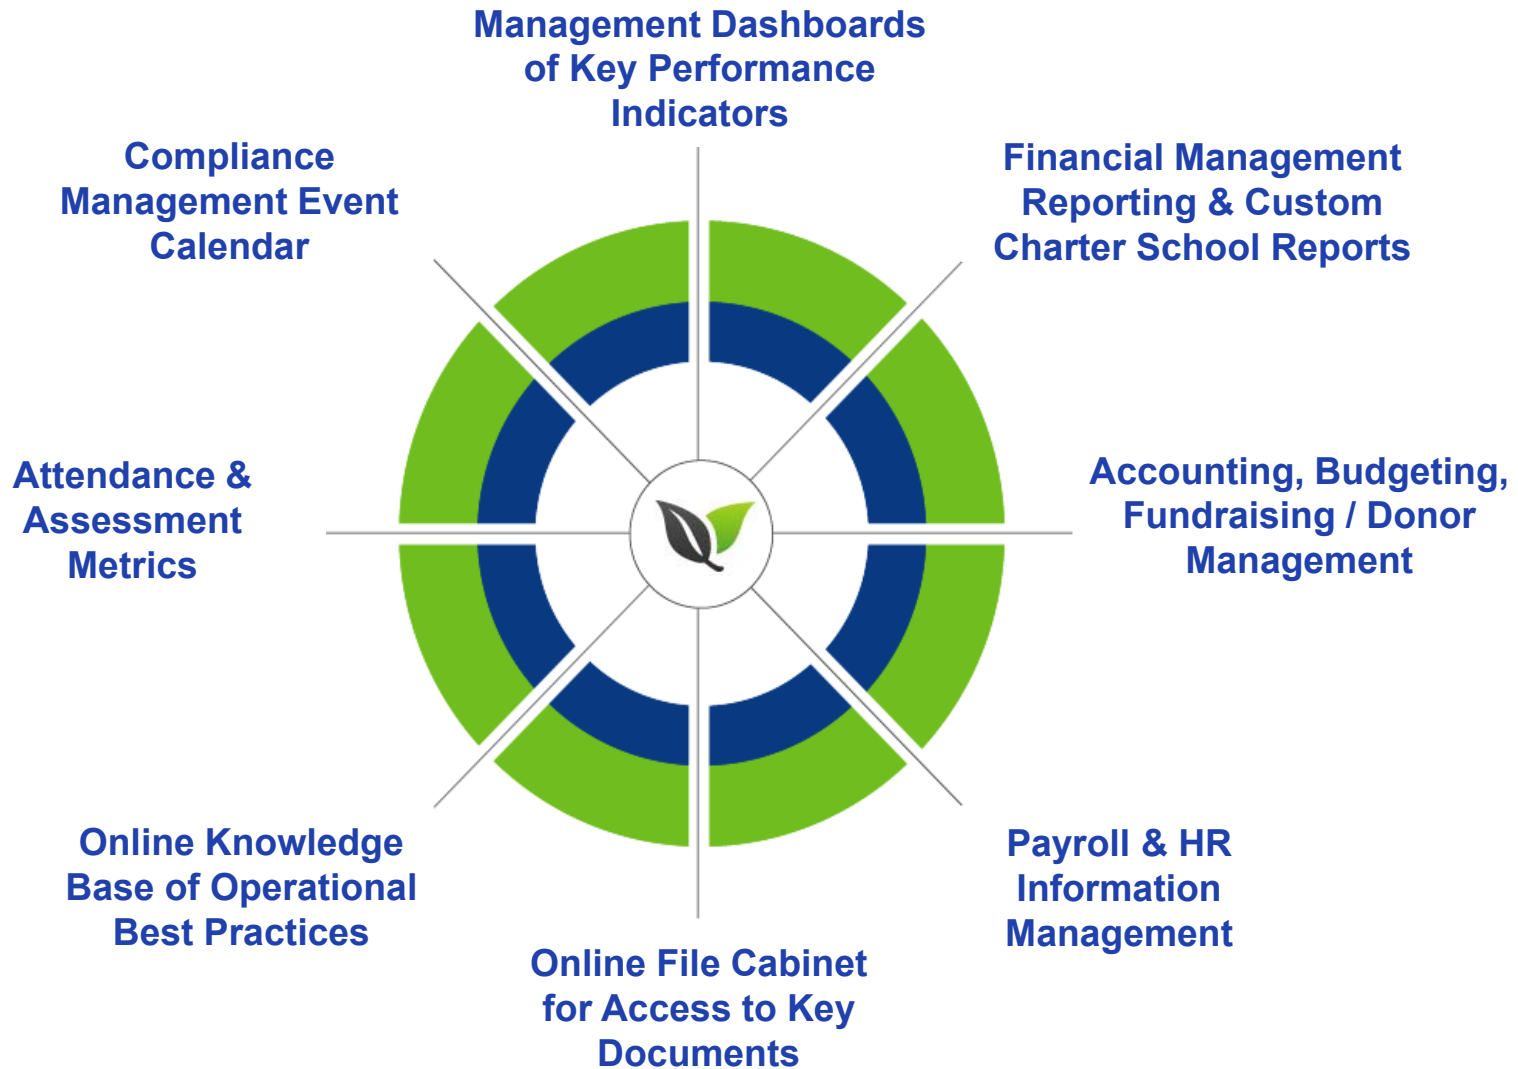 Management Dashboards
of Key Performance
Indicators
Compliance
Management Event
Calendar
Financial Management
Reporting & Custom
Charter School Reports
Attendance &
Assessment
Metrics
Accounting, Budgeting,
Fundraising / Donor
Management
Online Knowledge
Base of Operational
Best Practices
Payroll & HR
Information
Management
Online File Cabinet
for Access to Key
Documents